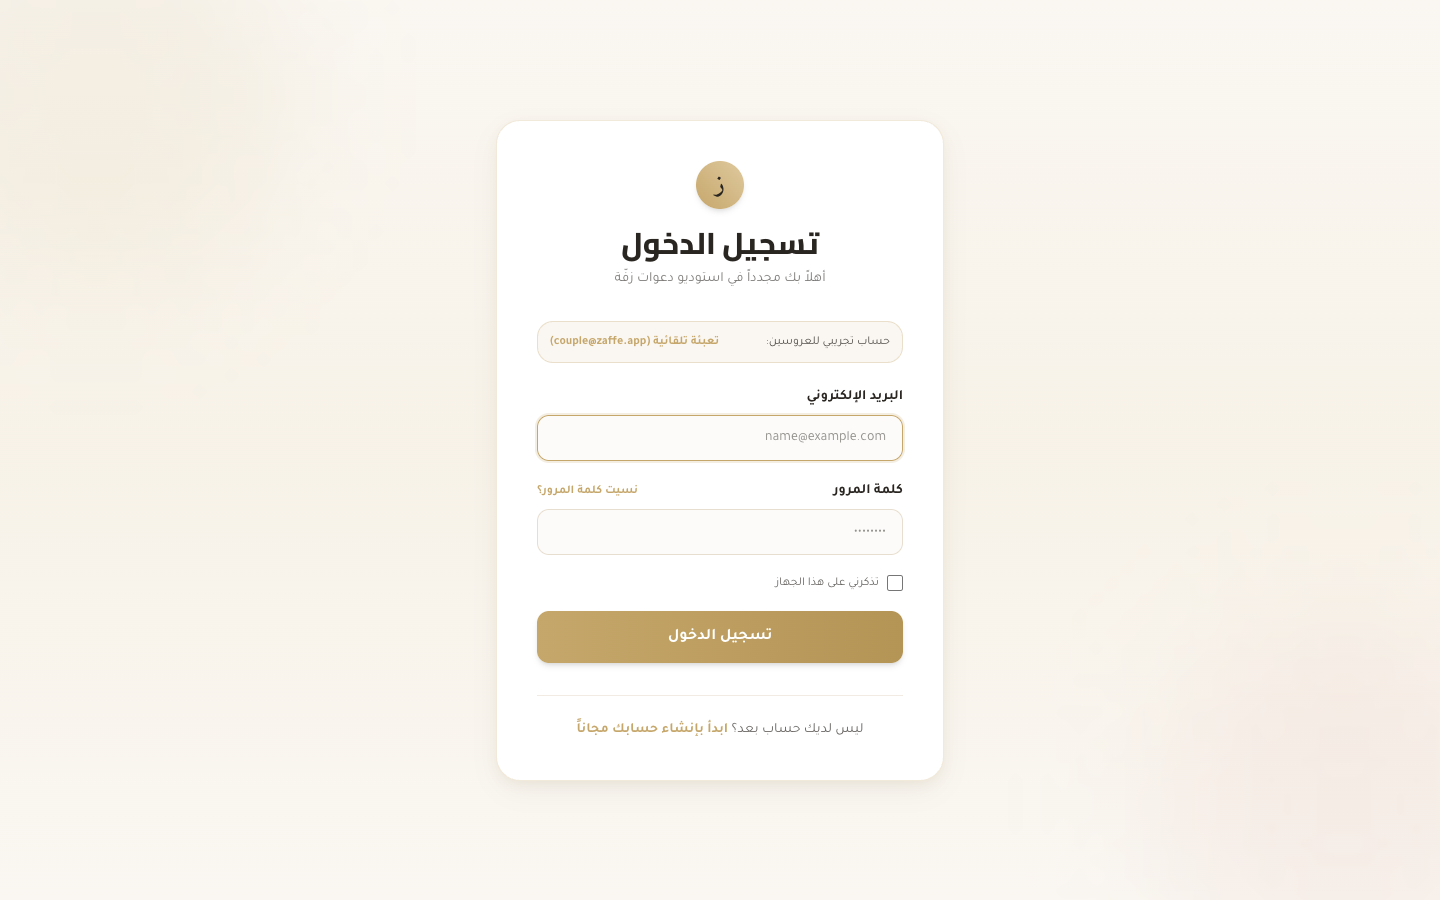 ز
تسجيل الدخول
أهلاً بك مجدداً في استوديو دعوات زفّة
حساب تجريبي للعروسين: تعبئة تلقائية (couple@zaffe.app)
البريد الإلكتروني
name@example.com
كلمة المرور نسيت كلمة المرور؟
••••••••
تذكرني على هذا الجهاز
تسجيل الدخول
ليس لديك حساب بعد؟ ابدأ بإنشاء حسابك مجاناً